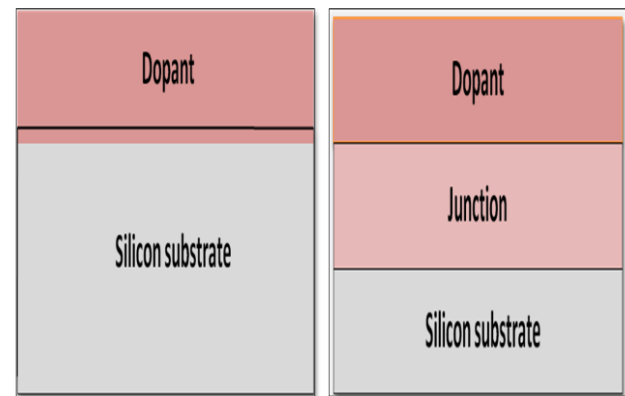 Dopant
Silicon substrate
Dopant
Junction
Silicon substrate